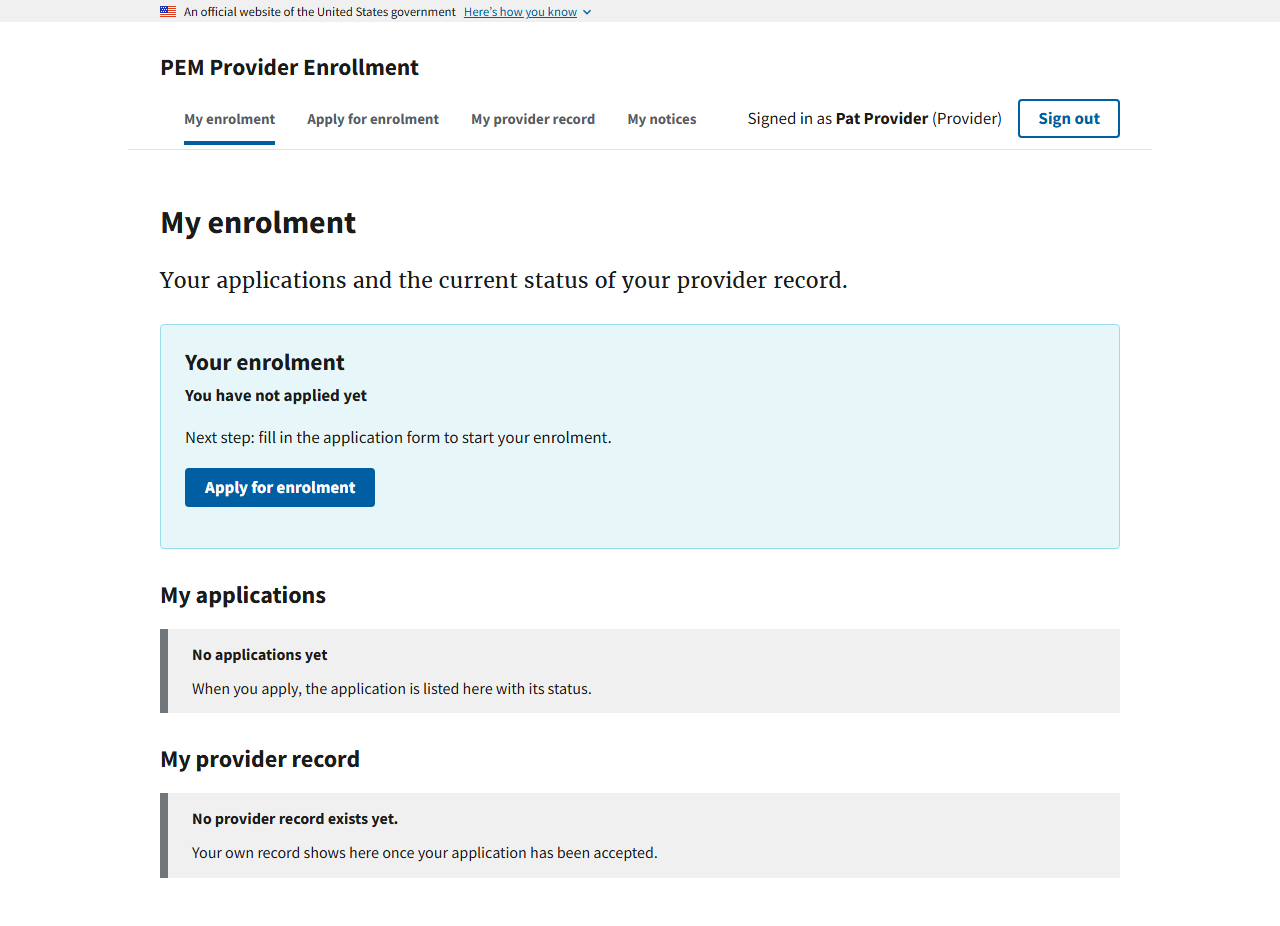 An official website of the United States government Here's how you know
PEM Provider Enrollment
My enrolment Apply for enrolment My provider record My notices Signed in as Pat Provider (Provider) Sign out
My enrolment
Your applications and the current status of your provider record.
Your enrolment
You have not applied yet
Next step: fill in the application form to start your enrolment.
Apply for enrolment
My applications
No applications yet
When you apply, the application is listed here with its status.
My provider record
No provider record exists yet.
Your own record shows here once your application has been accepted.